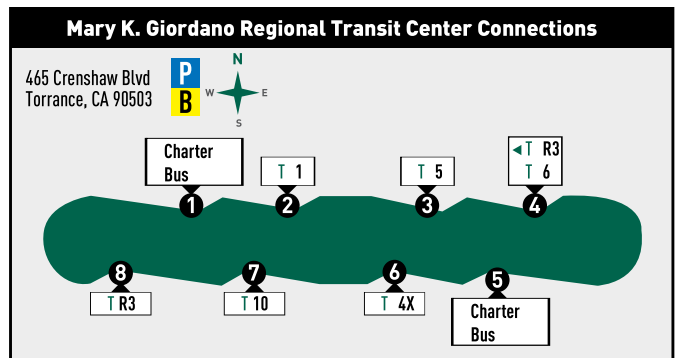 Mary K. Giordano Regional Transit Center Connections
465 Crenshaw Blvd
Torrance, CA 90503
P
B
N
W
E
S
Charter
Bus
T 1
T 5
T R3
T 6
1
2
3
4
8
7
6
5
T R3
T 10
T 4X
Charter
Bus